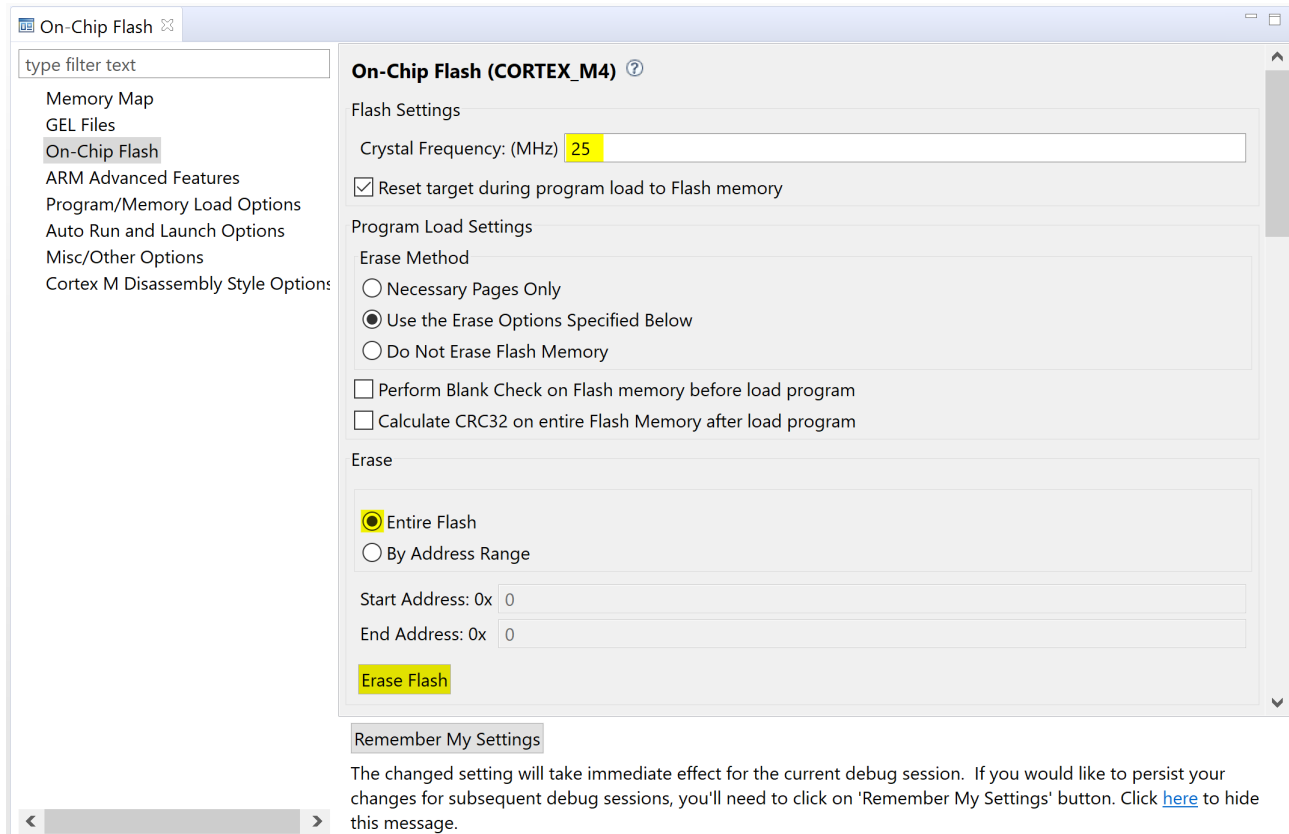 On-Chip Flash
type filter text
Memory Map
GEL Files
On-Chip Flash
ARM Advanced Features
Program/Memory Load Options
Auto Run and Launch Options
Misc/Other Options
Cortex M Disassembly Style Options
On-Chip Flash (CORTEX_M4)
Flash Settings
Crystal Frequency: (MHz) 25
Reset target during program load to Flash memory
Program Load Settings
Erase Method
Necessary Pages Only
Use the Erase Options Specified Below
Do Not Erase Flash Memory
Perform Blank Check on Flash memory before load program
Calculate CRC32 on entire Flash Memory after load program
Erase
Entire Flash
By Address Range
Start Address: 0x 0
End Address: 0x 0
Erase Flash
Remember My Settings
The changed setting will take immediate effect for the current debug session.  If you would like to persist your
changes for subsequent debug sessions, you'll need to click on 'Remember My Settings' button. Click here to hide
this message.